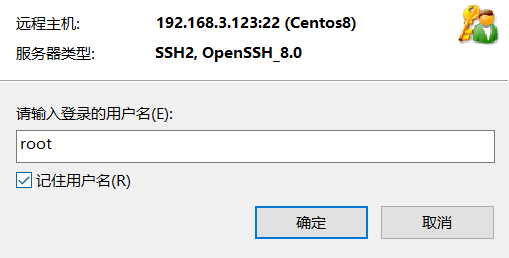 远程主机: 192.168.3.123:22 (Centos8)
服务器类型: SSH2, OpenSSH_8.0
请输入登录的用户名(E):
root
记住用户名(R)
确定 取消